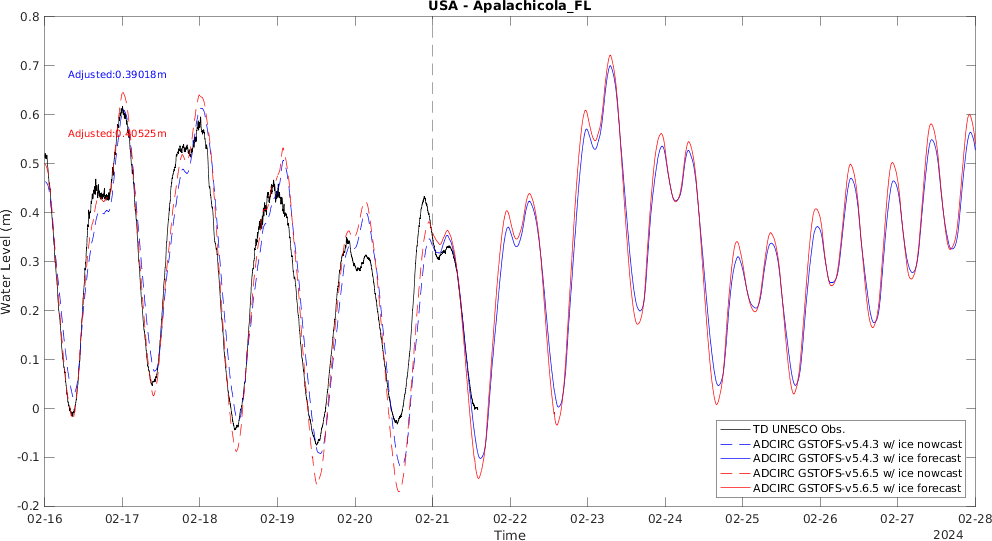 USA - Apalachicola_FL
0.8
0.7
0.6
0.5
0.4
0.3
0.2
0.1
0
-0.1
-0.2
Water Level (m)
Adjusted:0.39018m
Adjusted:0.40525m
TD UNESCO Obs.
ADCIRC GSTOFS-v5.4.3 w/ ice nowcast
ADCIRC GSTOFS-v5.4.3 w/ ice forecast
ADCIRC GSTOFS-v5.6.5 w/ ice nowcast
ADCIRC GSTOFS-v5.6.5 w/ ice forecast
02-16 02-17 02-18 02-19 02-20 02-21 02-22 02-23 02-24 02-25 02-26 02-27 02-28
Time
2024